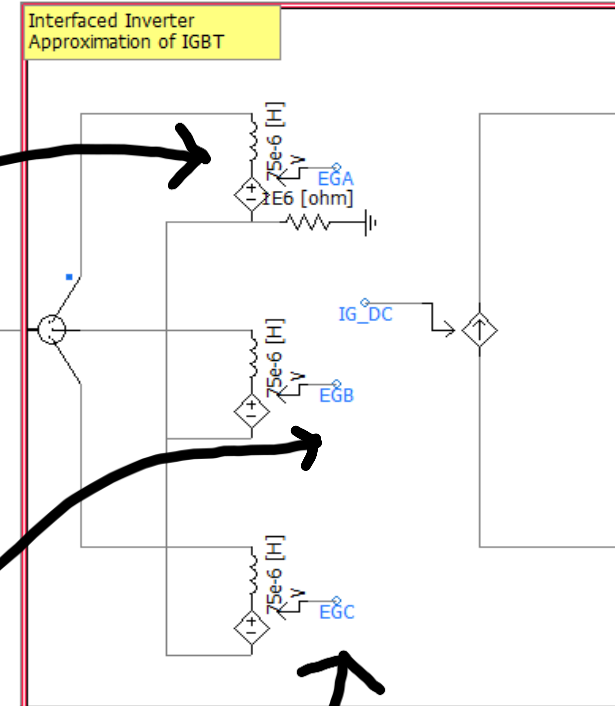 Interfaced Inverter
Approximation of IGBT
75e-6 [H]
V
EGA
1E6 [ohm]
IG_DC
75e-6 [H]
V
EGB
75e-6 [H]
V
EGC